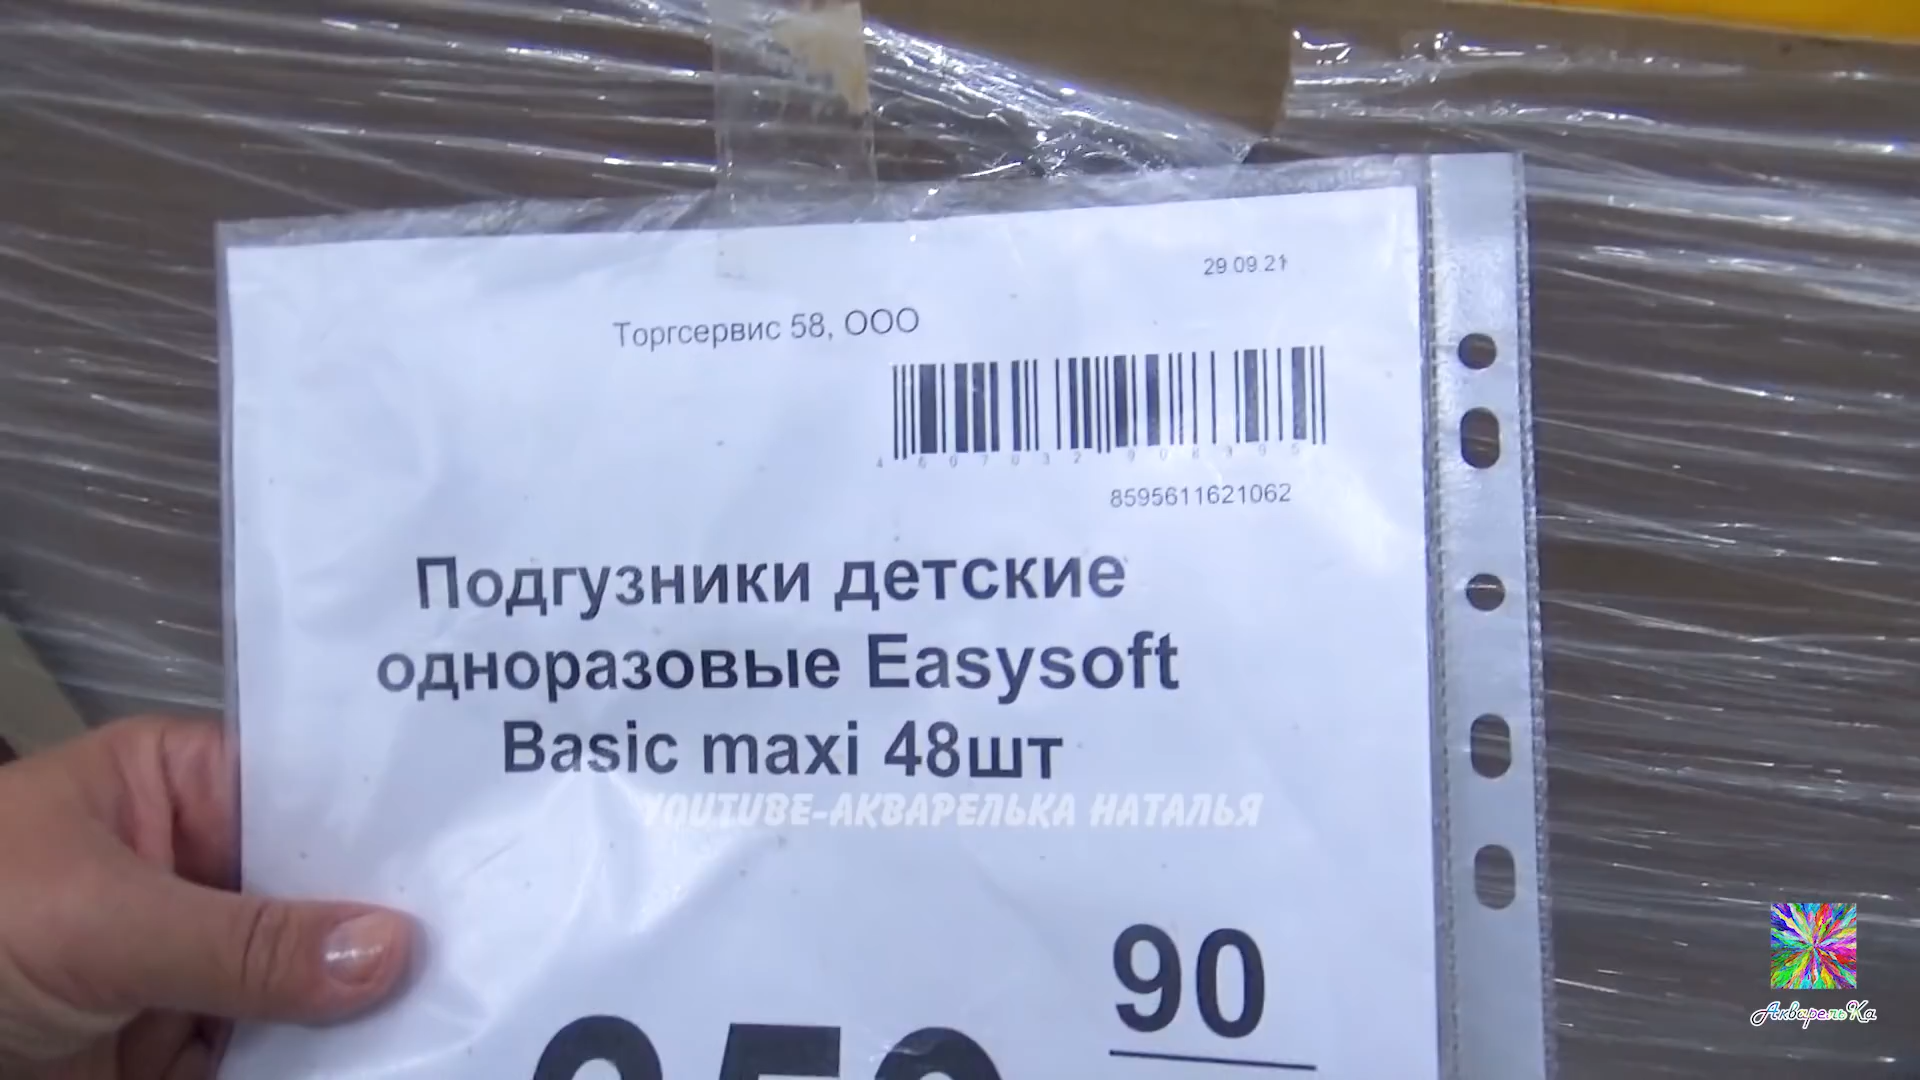 29.09.21
Торгсервис 58, ООО
8595611621062
Подгузники детские
одноразовые Easysoft
Basic maxi 48шт
YOUTUBE-АКВАРЕЛЬКА НАТАЛЬЯ
90
АкварельКа